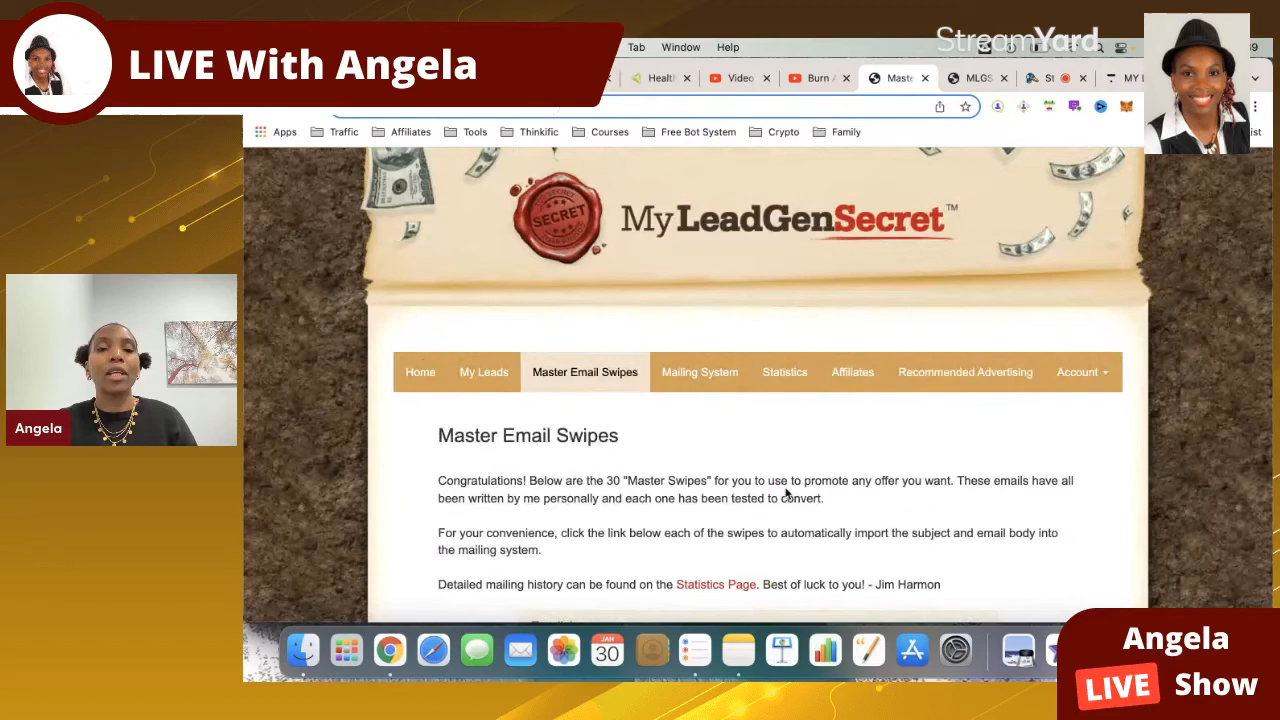 LIVE With Angela
StreamYard
Tab Window Help
Health
Video
Burn A
Maste
MLGS
St
MY L
Apps Traffic Affiliates Tools Thinkific Courses Free Bot System Crypto Family
SECRET
My LeadGenSecret™
Home My Leads Master Email Swipes Mailing System Statistics Affiliates Recommended Advertising Account
Master Email Swipes
Congratulations! Below are the 30 "Master Swipes" for you to use to promote any offer you want. These emails have all
been written by me personally and each one has been tested to convert.
For your convenience, click the link below each of the swipes to automatically import the subject and email body into
the mailing system.
Detailed mailing history can be found on the Statistics Page. Best of luck to you! - Jim Harmon
Angela
JAN
30
Angela
LIVE Show